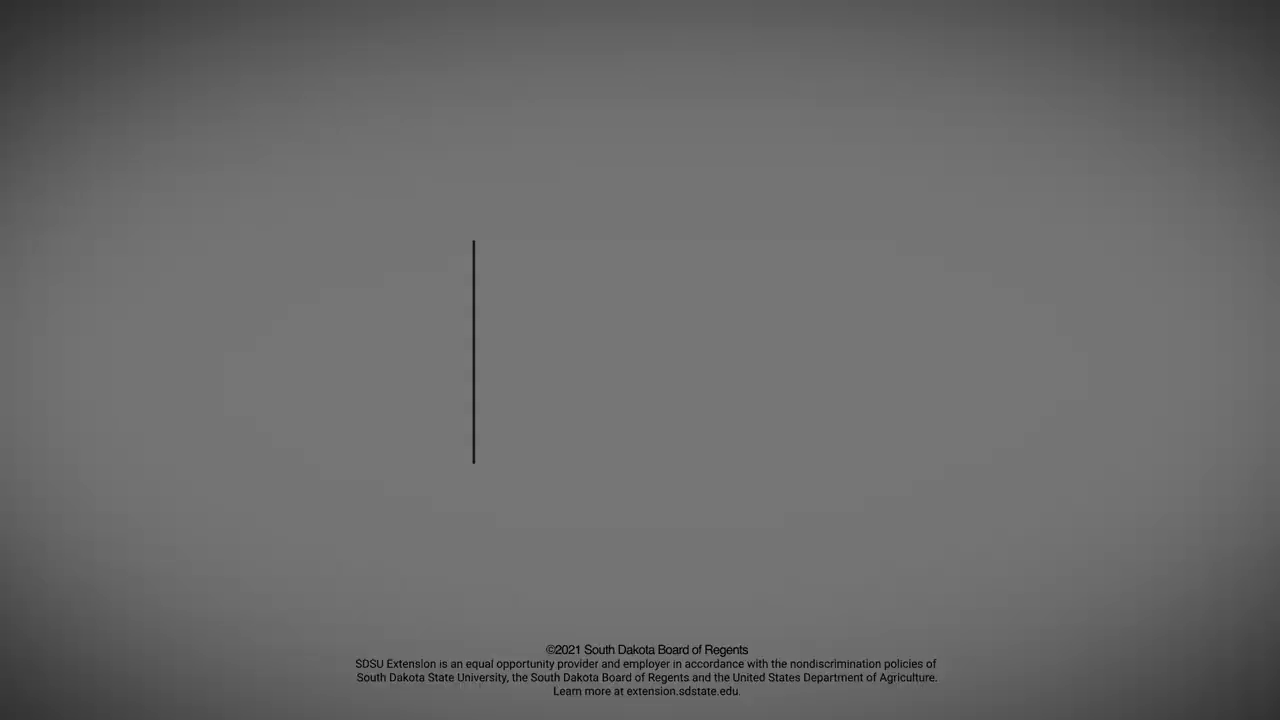 ©2021 South Dakota Board of Regents
SDSU Extension is an equal opportunity provider and employer in accordance with the nondiscrimination policies of
South Dakota State University, the South Dakota Board of Regents and the United States Department of Agriculture.
Learn more at extension.sdstate.edu.